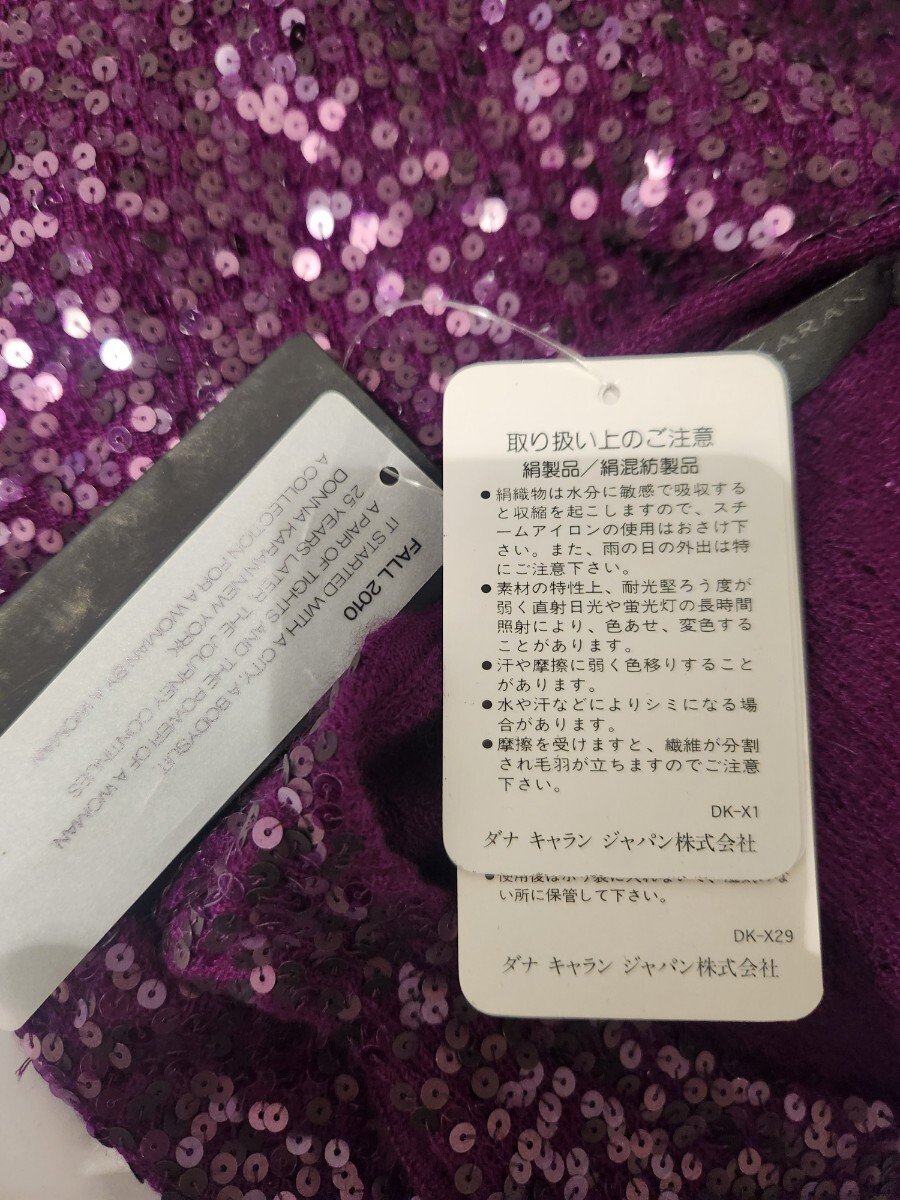 KARAN
FALL 2010
IT STARTED WITH A CITY, A BODYSUIT,
A PAIR OF TIGHTS AND THE POWER OF A WOMAN
25 YEARS LATER, THE JOURNEY CONTINUES
DONNA KARAN NEW YORK
A COLLECTION FOR A WOMAN BY A WOMAN
取り扱い上のご注意
絹製品/絹混紡製品
●絹織物は水分に敏感で吸収する
と収縮を起こしますので、スチ
ームアイロンの使用はおさけ下
さい。また、雨の日の外出は特
にご注意下さい。
●素材の特性上、耐光堅ろう度が
弱く直射日光や蛍光灯の長時間
照射により、色あせ、変色する
ことがあります。
●汗や摩擦に弱く色移りすること
があります。
●水や汗などによりシミになる場
合があります。
●摩擦を受けますと、繊維が分割
され毛羽が立ちますのでご注意
下さい。
DK-X1
ダナ キャラン ジャパン株式会社
い所に保管して下さい。
DK-X29
ダナ キャラン ジャパン株式会社